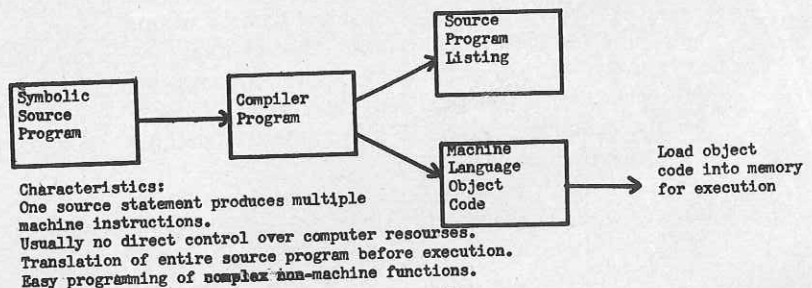 Symbolic
Source
Program
Compiler
Program
Source
Program
Listing
Machine
Language
Object
Code
Load object
code into memory
for execution
Characteristics:
One source statement produces multiple
machine instructions.
Usually no direct control over computer resourses.
Translation of entire source program before execution.
Easy programming of complex non-machine functions.